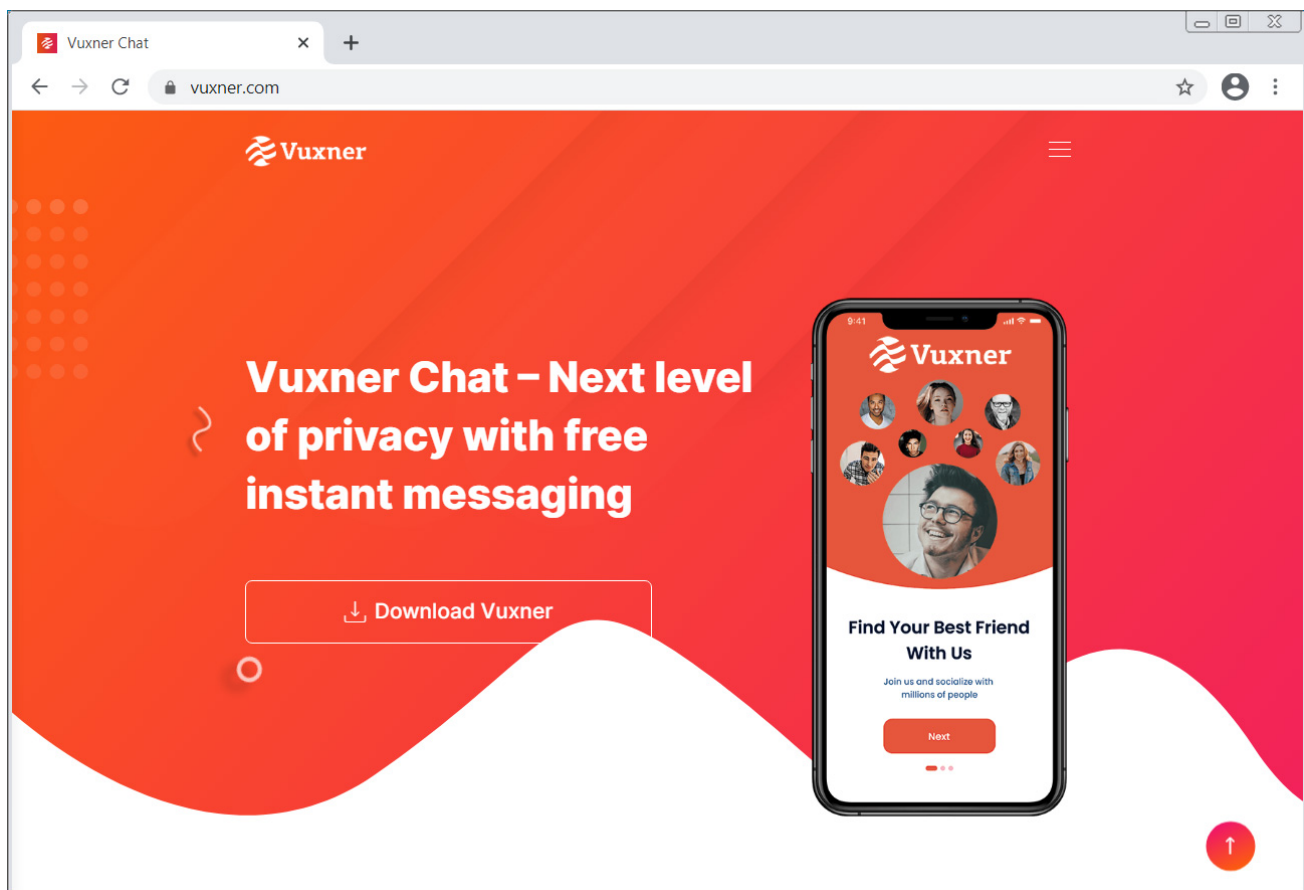 Vuxner Chat
vuxner.com
Vuxner
Vuxner Chat – Next level
of privacy with free
instant messaging
Download Vuxner
9:41
Vuxner
Find Your Best Friend
With Us
Join us and socialize with
millions of people
Next